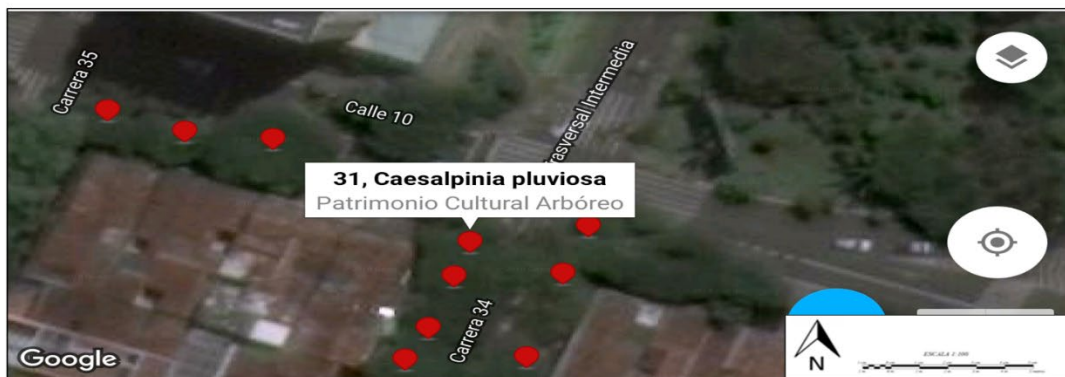 Carrera 35
Calle 10
Trasversal Intermedia
31, Caesalpinia pluviosa
Patrimonio Cultural Arbóreo
Carrera 34
Google
N